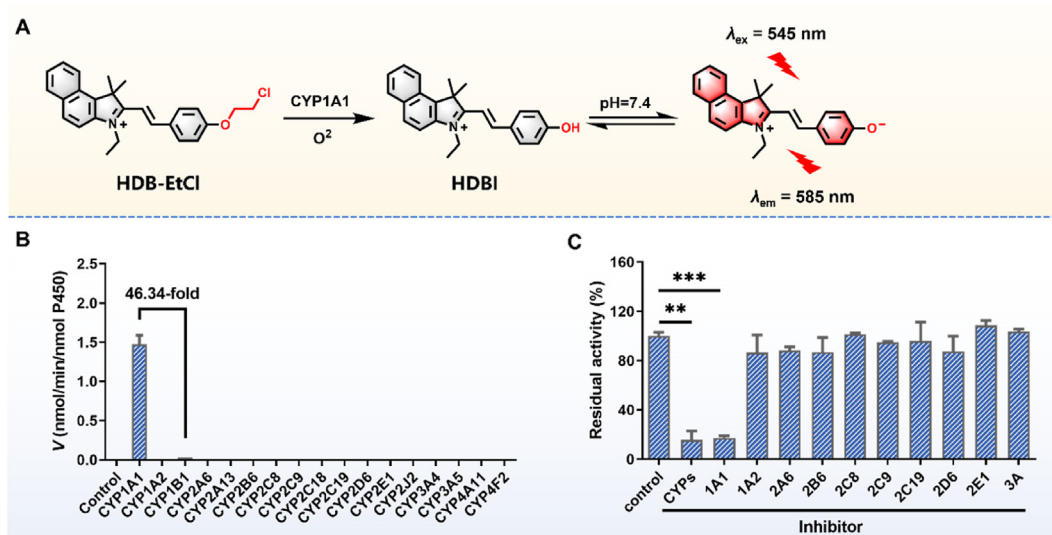 A
λex = 545 nm
Cl
O
N+
CYP1A1
O2
OH
N+
pH=7.4
O−
N+
HDB-EtCl
HDBI
λem = 585 nm
B
V (nmol/min/nmol P450)
2.5
2.0
1.5
1.0
0.5
0.0
46.34-fold
Control
CYP1A1
CYP1A2
CYP1B1
CYP2A6
CYP2A13
CYP2B6
CYP2C8
CYP2C9
CYP2C18
CYP2C19
CYP2D6
CYP2E1
CYP2J2
CYP3A4
CYP3A5
CYP4A11
CYP4F2
C
Residual activity (%)
160
120
80
40
0
***
**
control
CYPs
1A1
1A2
2A6
2B6
2C8
2C9
2C19
2D6
2E1
3A
Inhibitor